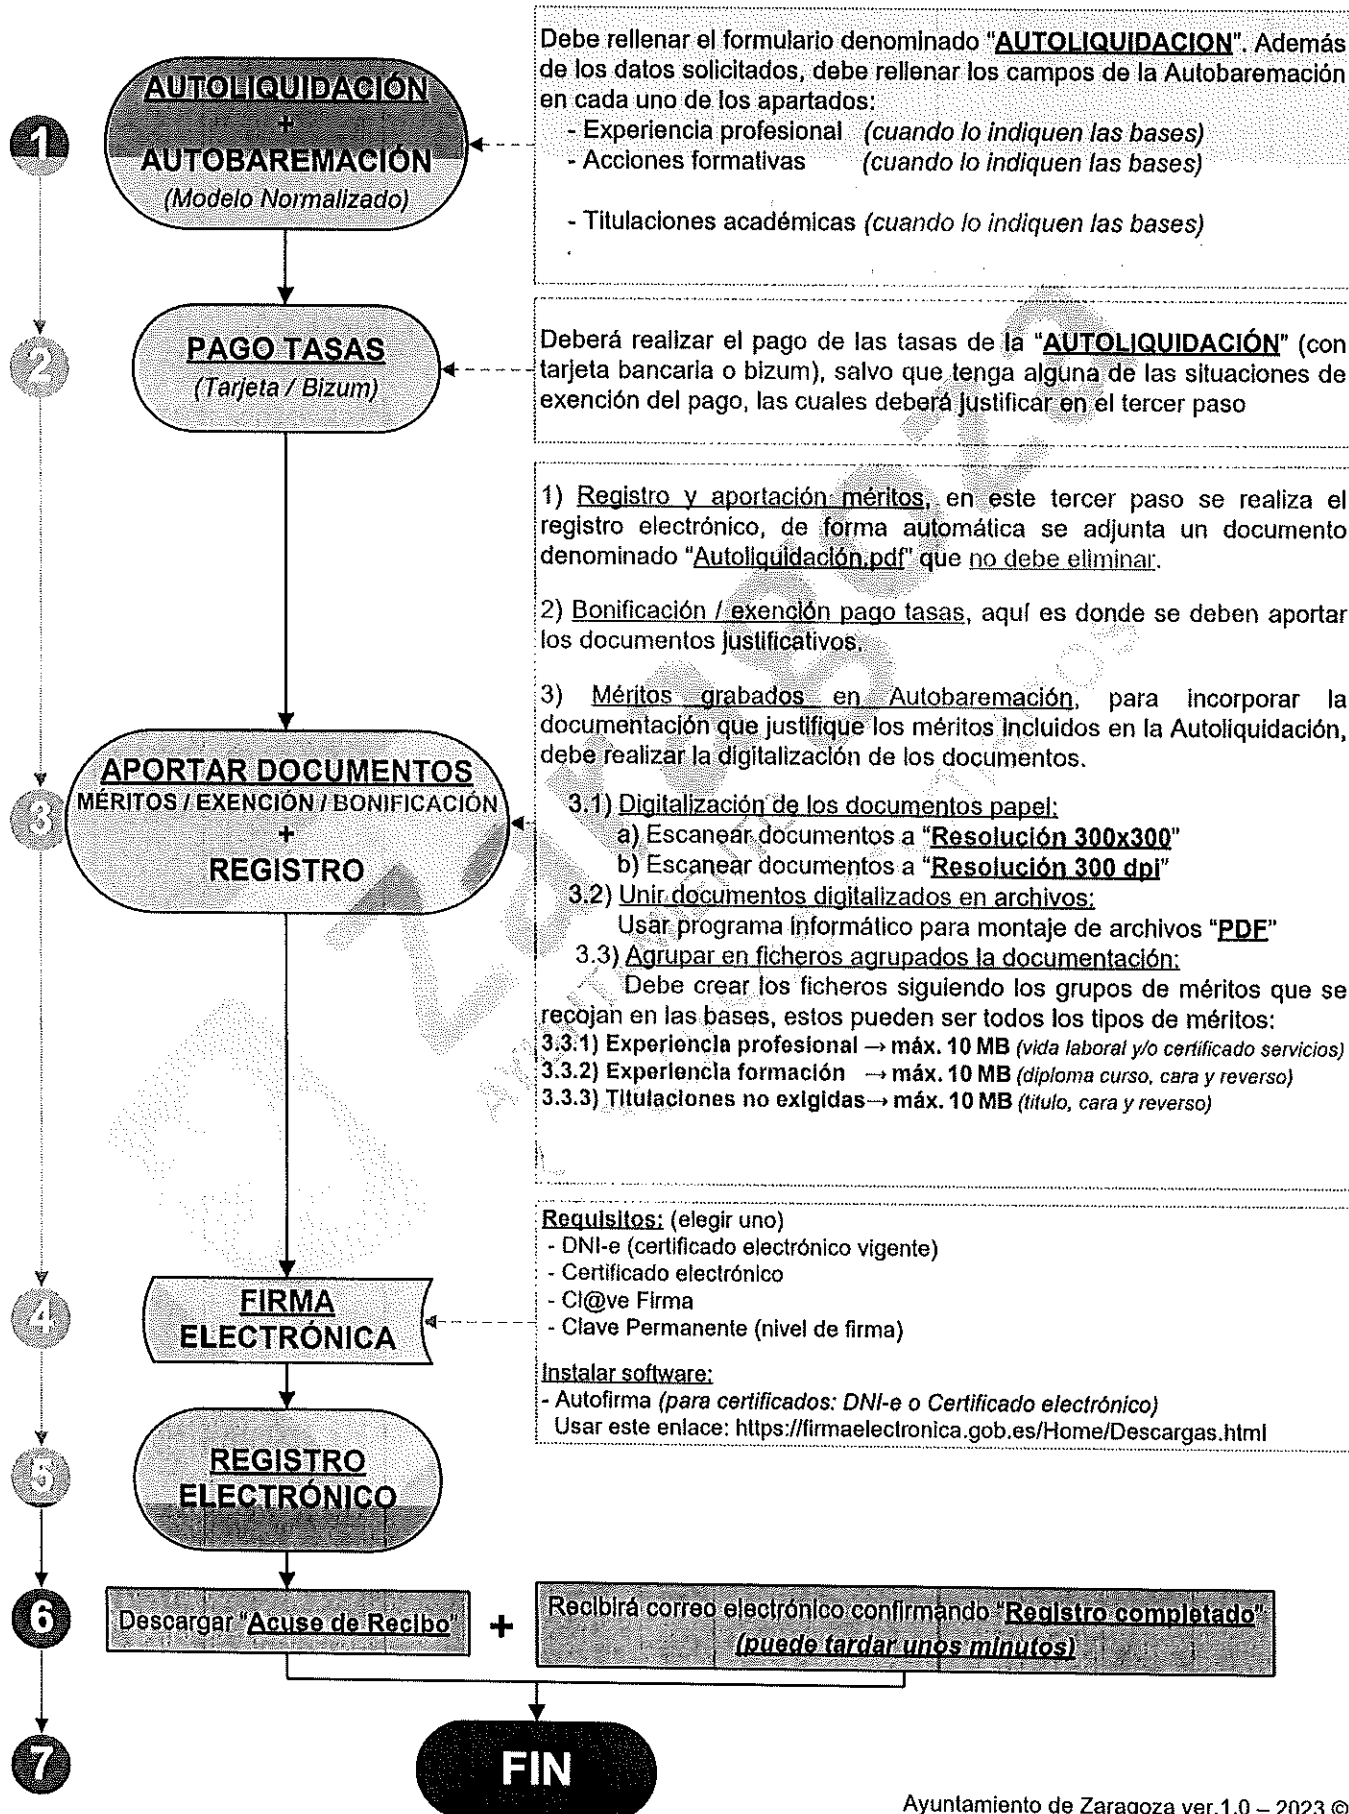 1
AUTOLIQUIDACIÓN
+
AUTOBAREMACIÓN
(Modelo Normalizado)
Debe rellenar el formulario denominado "AUTOLIQUIDACION". Además
de los datos solicitados, debe rellenar los campos de la Autobaremación
en cada uno de los apartados:
- Experiencia profesional (cuando lo indiquen las bases)
- Acciones formativas (cuando lo indiquen las bases)
- Titulaciones académicas (cuando lo indiquen las bases)
2
PAGO TASAS
(Tarjeta / Bizum)
Deberá realizar el pago de las tasas de la "AUTOLIQUIDACIÓN" (con
tarjeta bancaria o bizum), salvo que tenga alguna de las situaciones de
exención del pago, las cuales deberá justificar en el tercer paso
3
APORTAR DOCUMENTOS
MÉRITOS / EXENCIÓN / BONIFICACIÓN
+
REGISTRO
1) Registro y aportación méritos, en este tercer paso se realiza el
registro electrónico, de forma automática se adjunta un documento
denominado "Autoliquidación.pdf" que no debe eliminar.
2) Bonificación / exención pago tasas, aquí es donde se deben aportar
los documentos justificativos.
3) Méritos grabados en Autobaremación, para incorporar la
documentación que justifique los méritos incluidos en la Autoliquidación,
debe realizar la digitalización de los documentos.
3.1) Digitalización de los documentos papel:
a) Escanear documentos a "Resolución 300x300"
b) Escanear documentos a "Resolución 300 dpi"
3.2) Unir documentos digitalizados en archivos:
Usar programa informático para montaje de archivos "PDF"
3.3) Agrupar en ficheros agrupados la documentación:
Debe crear los ficheros siguiendo los grupos de méritos que se
recojan en las bases, estos pueden ser todos los tipos de méritos:
3.3.1) Experiencia profesional → máx. 10 MB (vida laboral y/o certificado servicios)
3.3.2) Experiencia formación → máx. 10 MB (diploma curso, cara y reverso)
3.3.3) Titulaciones no exigidas→ máx. 10 MB (título, cara y reverso)
4
FIRMA
ELECTRÓNICA
Requisitos: (elegir uno)
- DNI-e (certificado electrónico vigente)
- Certificado electrónico
- Cl@ve Firma
- Clave Permanente (nivel de firma)
Instalar software:
- Autofirma (para certificados: DNI-e o Certificado electrónico)
Usar este enlace: https://firmaelectronica.gob.es/Home/Descargas.html
5
REGISTRO
ELECTRÓNICO
6
Descargar "Acuse de Recibo"
+
Recibirá correo electrónico confirmando "Registro completado"
(puede tardar unos minutos)
7
FIN
Ayuntamiento de Zaragoza ver.1.0 – 2023 ©